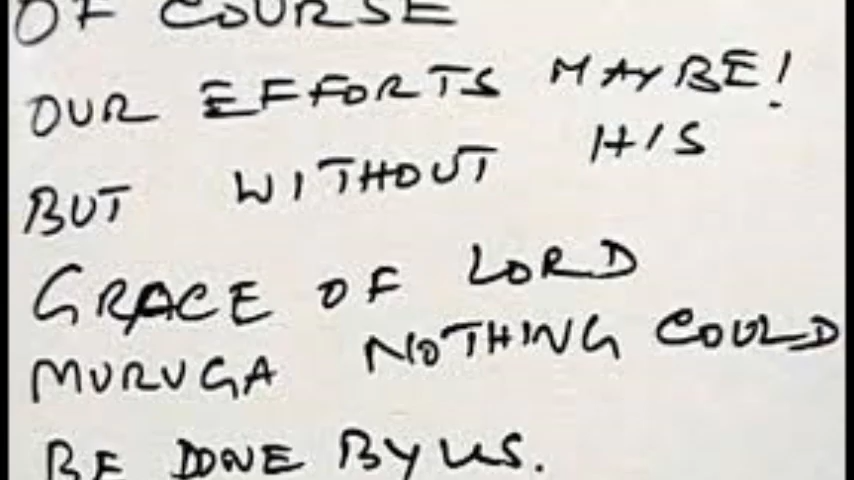 OF COURSE
OUR EFFORTS MAYBE!
BUT WITHOUT HIS
GRACE OF LORD
MURUGA NOTHING COULD
BE DONE BY US.